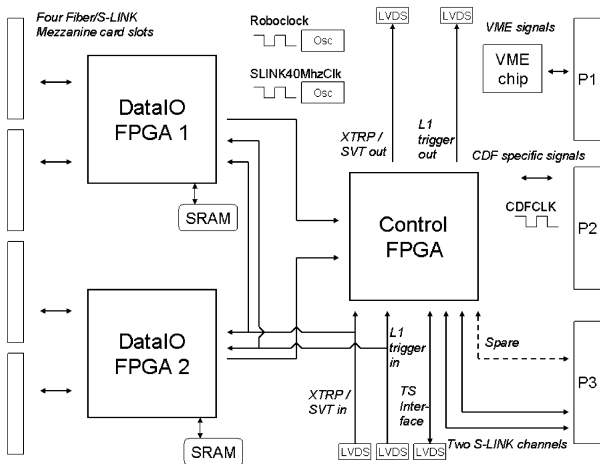 Four Fiber/S-LINK
Mezzanine card slots
Roboclock
Osc
SLINK40MhzClk
Osc
LVDS
LVDS
VME signals
VME
chip
P1
DataIO
FPGA 1
SRAM
XTRP /
SVT out
L1
trigger
out
CDF specific signals
CDFCLK
P2
Control
FPGA
DataIO
FPGA 2
SRAM
XTRP /
SVT in
L1
trigger
in
TS
Inter-
face
Spare
P3
LVDS
LVDS
LVDS
Two S-LINK channels